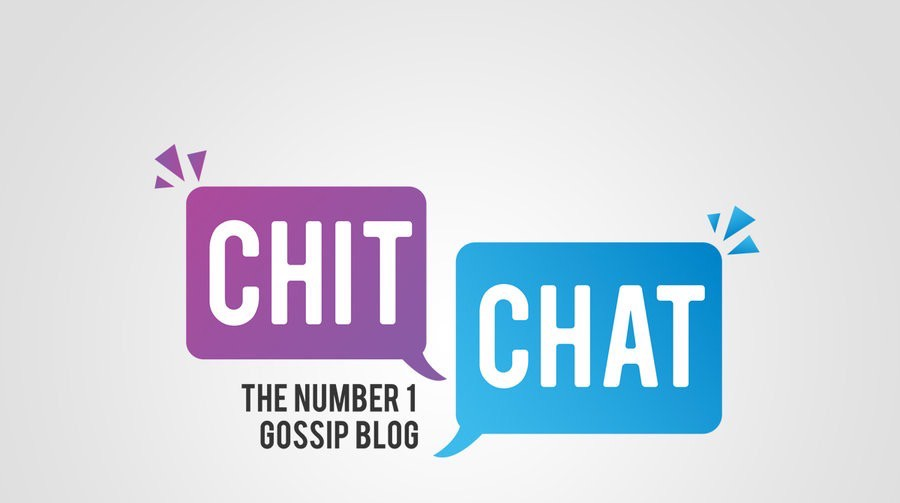 CHIT
CHAT
THE NUMBER 1
GOSSIP BLOG